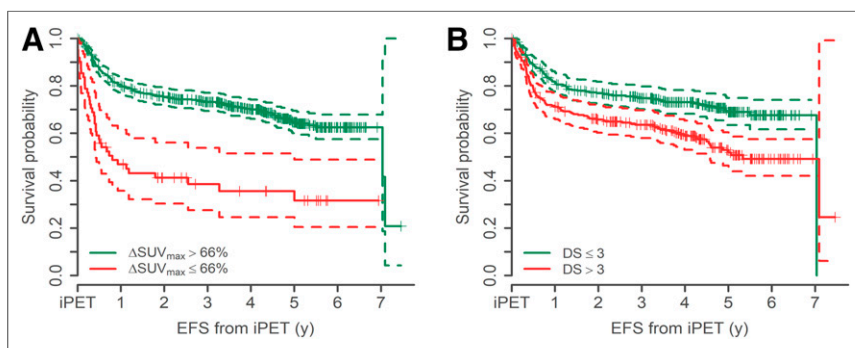 A
Survival probability
1.0
0.8
0.6
0.4
0.2
0.0
ΔSUVmax > 66%
ΔSUVmax ≤ 66%
iPET 1 2 3 4 5 6 7
EFS from iPET (y)
B
Survival probability
1.0
0.8
0.6
0.4
0.2
0.0
DS ≤ 3
DS > 3
iPET 1 2 3 4 5 6 7
EFS from iPET (y)